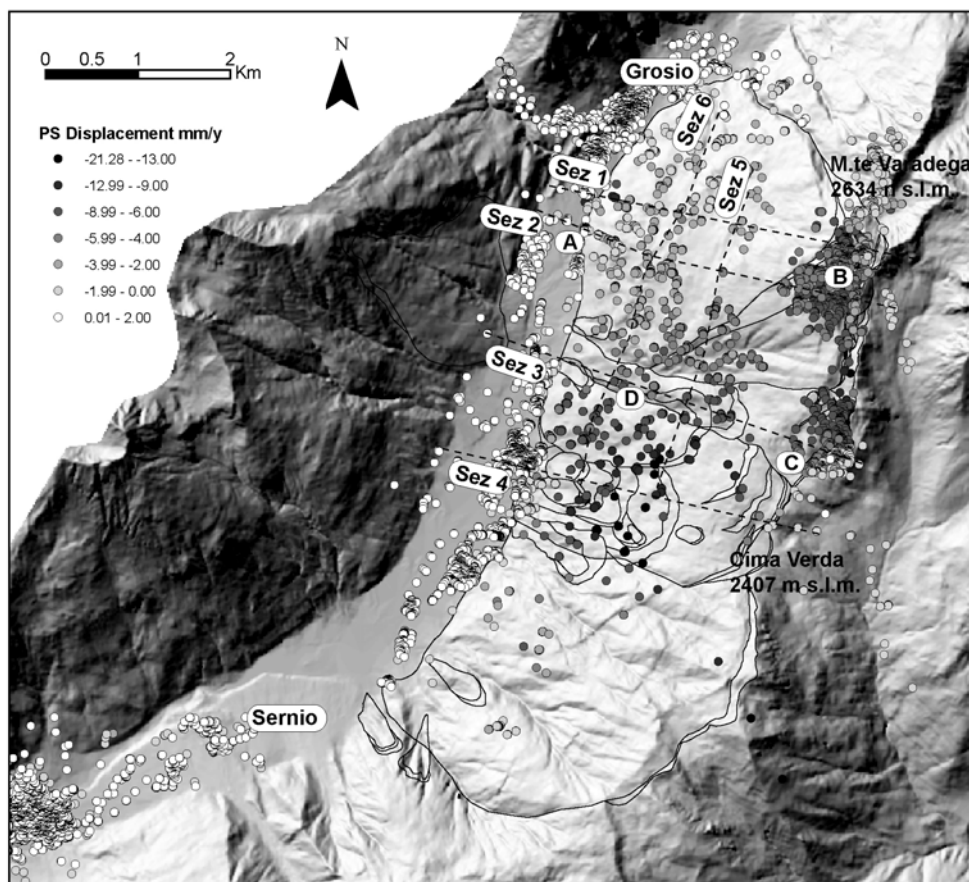 0 0.5 1 2
Km
N
Grosio
PS Displacement mm/y
-21.28 - -13.00
-12.99 - -9.00
-8.99 - -6.00
-5.99 - -4.00
-3.99 - -2.00
-1.99 - 0.00
0.01 - 2.00
Sez 6
Sez 5
Sez 1
M.te Varadega
2634 m s.l.m.
Sez 2
A
B
Sez 3
D
C
Sez 4
Cima Verda
2407 m s.l.m.
Sernio